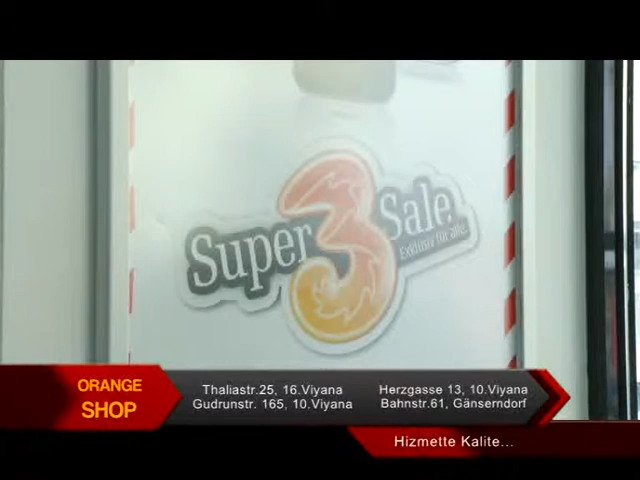 Super 3 Sale
Exklusiv für alle.
ORANGE
SHOP
Thaliastr.25, 16.Viyana
Gudrunstr. 165, 10.Viyana
Herzgasse 13, 10.Viyana
Bahnstr.61, Gänserndorf
Hizmette Kalite...